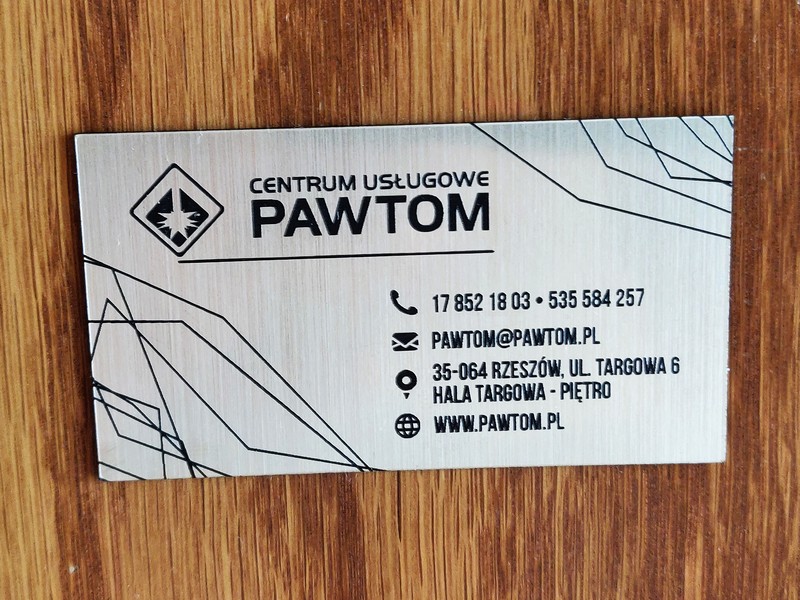 CENTRUM USŁUGOWE
PAWTOM
17 852 18 03 • 535 584 257
PAWTOM@PAWTOM.PL
35-064 RZESZÓW, UL. TARGOWA 6
HALA TARGOWA - PIĘTRO
WWW.PAWTOM.PL